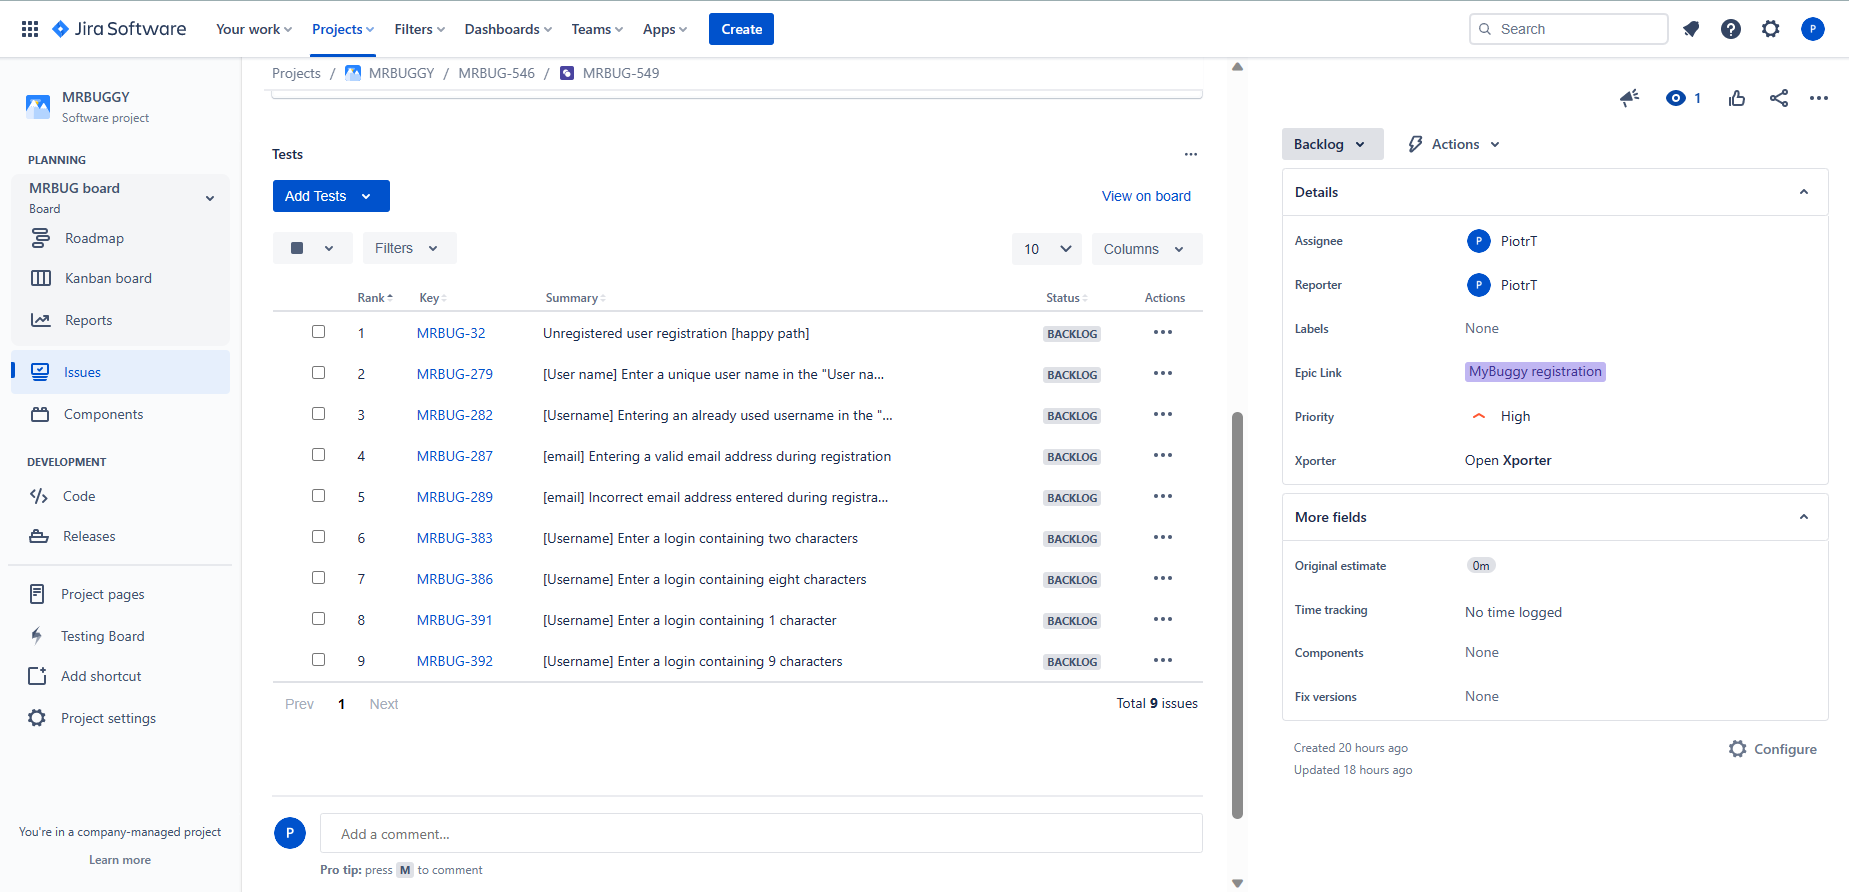 Jira Software Your work Projects Filters Dashboards Teams Apps Create Search P
Projects / MRBUGGY / MRBUG-546 / MRBUG-549
MRBUGGY
Software project
PLANNING
MRBUG board
Board
Roadmap
Kanban board
Reports
Issues
Components
DEVELOPMENT
Code
Releases
Project pages
Testing Board
Add shortcut
Project settings
You're in a company-managed project
Learn more
Tests
Add Tests View on board
Filters 10 Columns
Rank Key Summary Status Actions
1 MRBUG-32 Unregistered user registration [happy path] BACKLOG
2 MRBUG-279 [User name] Enter a unique user name in the "User na... BACKLOG
3 MRBUG-282 [Username] Entering an already used username in the "... BACKLOG
4 MRBUG-287 [email] Entering a valid email address during registration BACKLOG
5 MRBUG-289 [email] Incorrect email address entered during registra... BACKLOG
6 MRBUG-383 [Username] Enter a login containing two characters BACKLOG
7 MRBUG-386 [Username] Enter a login containing eight characters BACKLOG
8 MRBUG-391 [Username] Enter a login containing 1 character BACKLOG
9 MRBUG-392 [Username] Enter a login containing 9 characters BACKLOG
Prev 1 Next Total 9 issues
P Add a comment...
Pro tip: press M to comment
1
Backlog Actions
Details
Assignee P PiotrT
Reporter P PiotrT
Labels None
Epic Link MyBuggy registration
Priority High
Xporter Open Xporter
More fields
Original estimate 0m
Time tracking No time logged
Components None
Fix versions None
Created 20 hours ago
Updated 18 hours ago
Configure